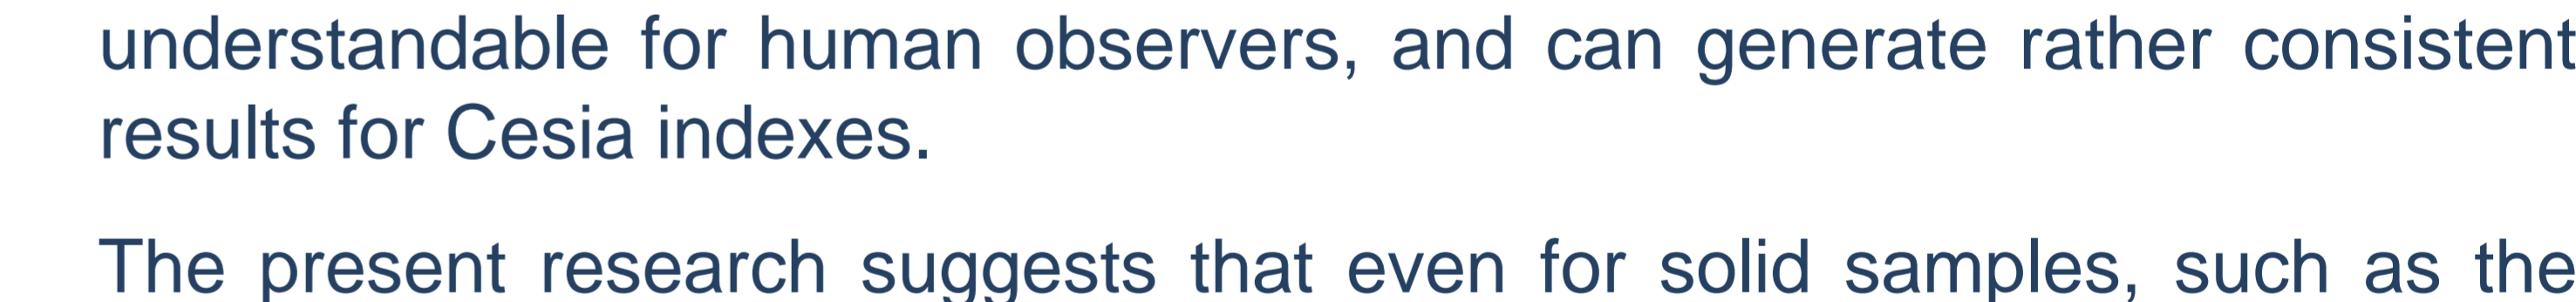 understandable for human observers, and can generate rather consistent
results for Cesia indexes.
The present research suggests that even for solid samples, such as the